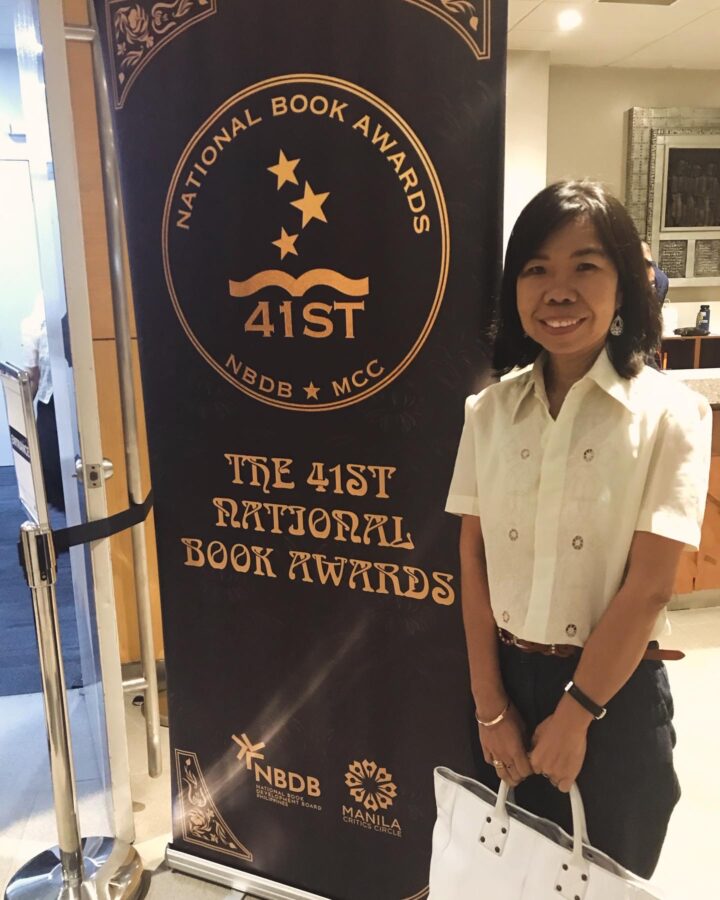 NATIONAL BOOK AWARDS
41ST
NBDB ★ MCC
THE 41ST
NATIONAL
BOOK AWARDS
NBDB
NATIONAL BOOK
DEVELOPMENT BOARD
PHILIPPINES
MANILA
CRITICS CIRCLE